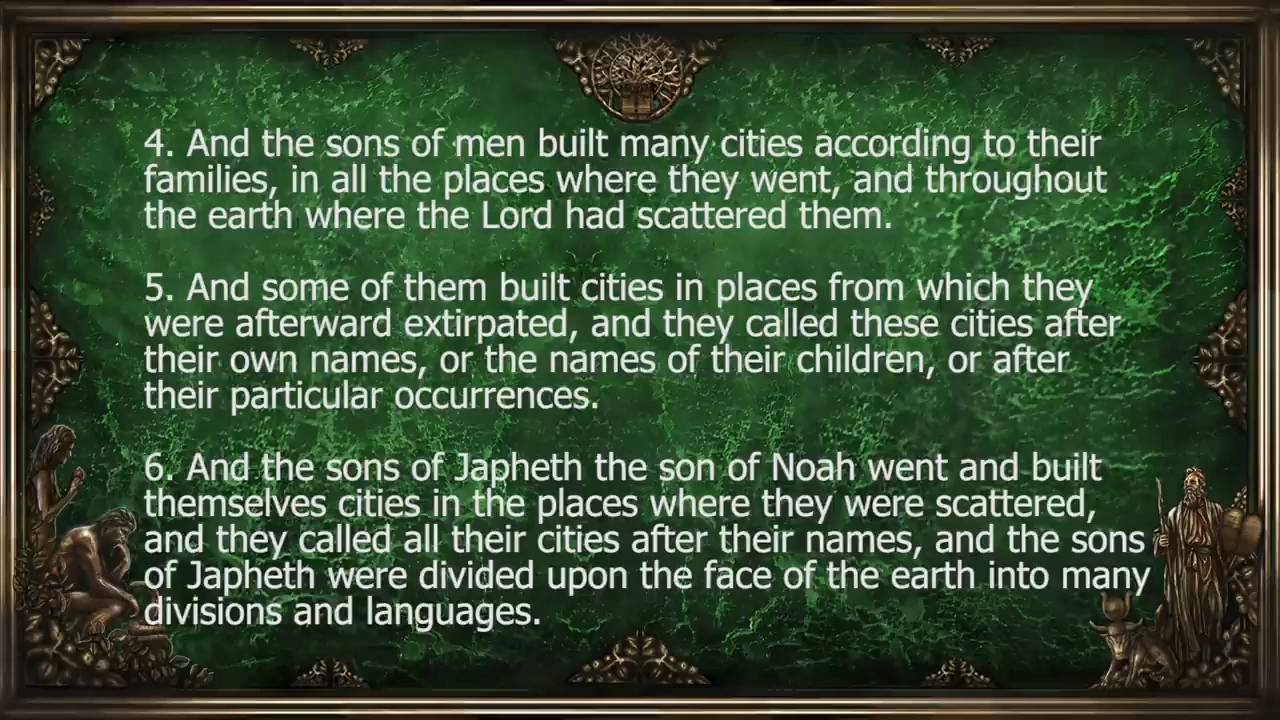 4. And the sons of men built many cities according to their
families, in all the places where they went, and throughout
the earth where the Lord had scattered them.
5. And some of them built cities in places from which they
were afterward extirpated, and they called these cities after
their own names, or the names of their children, or after
their particular occurrences.
6. And the sons of Japheth the son of Noah went and built
themselves cities in the places where they were scattered,
and they called all their cities after their names, and the sons
of Japheth were divided upon the face of the earth into many
divisions and languages.